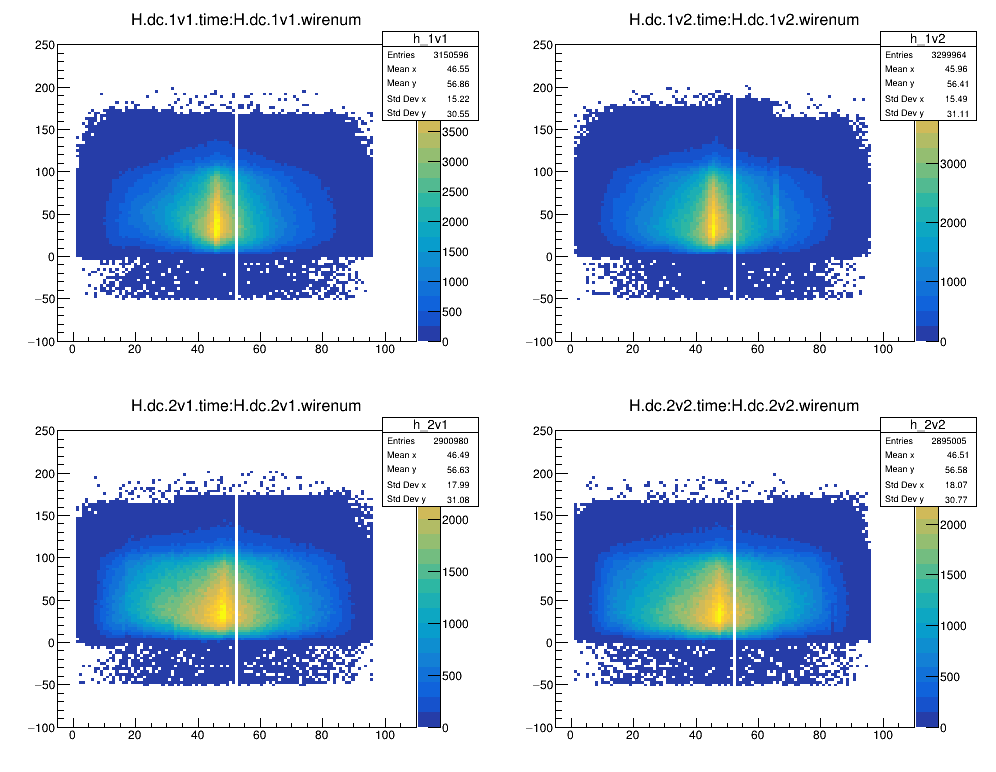 H.dc.1v1.time:H.dc.1v1.wirenum
h_1v1
Entries 3150596
Mean x 46.55
Mean y 56.86
Std Dev x 15.22
Std Dev y 30.55
250
200
150
100
50
0
−50
−100
0 20 40 60 80 100
3500
3000
2500
2000
1500
1000
500
0
H.dc.1v2.time:H.dc.1v2.wirenum
h_1v2
Entries 3299964
Mean x 45.96
Mean y 56.41
Std Dev x 15.49
Std Dev y 31.11
250
200
150
100
50
0
−50
−100
0 20 40 60 80 100
3000
2000
1000
0
H.dc.2v1.time:H.dc.2v1.wirenum
h_2v1
Entries 2900980
Mean x 46.49
Mean y 56.63
Std Dev x 17.99
Std Dev y 31.08
250
200
150
100
50
0
−50
−100
0 20 40 60 80 100
2000
1500
1000
500
0
H.dc.2v2.time:H.dc.2v2.wirenum
h_2v2
Entries 2895005
Mean x 46.51
Mean y 56.58
Std Dev x 18.07
Std Dev y 30.77
250
200
150
100
50
0
−50
−100
0 20 40 60 80 100
2000
1500
1000
500
0